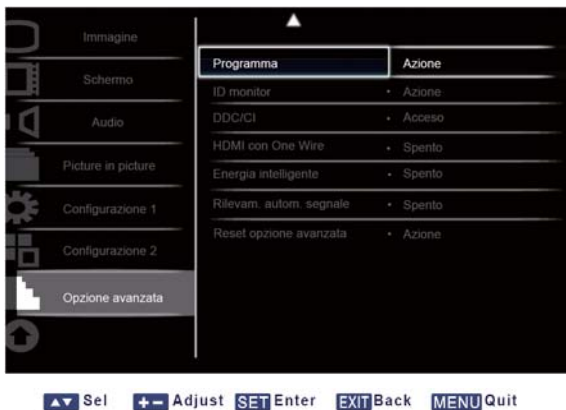 Immagine
Schermo
Audio
Picture in picture
Configurazione 1
Configurazione 2
Opzione avanzata
Programma Azione
ID monitor • Azione
DDC/CI • Acceso
HDMI con One Wire • Spento
Energia intelligente • Spento
Rilevam. autom. segnale • Spento
Reset opzione avanzata • Azione
Sel Adjust SET Enter EXIT Back MENU Quit